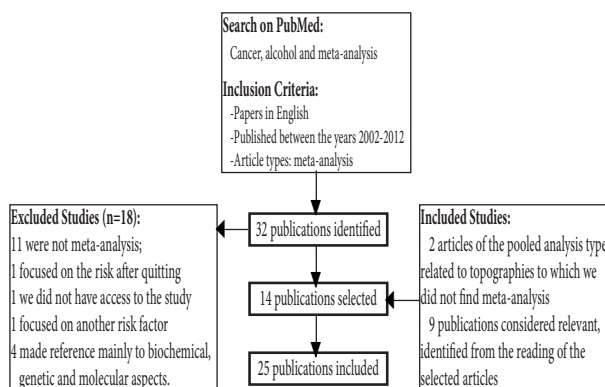 Search on PubMed:
Cancer, alcohol and meta-analysis
Inclusion Criteria:
-Papers in English
-Published between the years 2002-2012
-Article types: meta-analysis
Excluded Studies (n=18):
11 were not meta-analysis;
1 focused on the risk after quitting
1 we did not have access to the study
1 focused on another risk factor
4 made reference mainly to biochemical,
genetic and molecular aspects.
32 publications identified
14 publications selected
25 publications included
Included Studies:
2 articles of the pooled analysis type
related to topographies to which we
did not find meta-analysis
9 publications considered relevant,
identified from the reading of the
selected articles